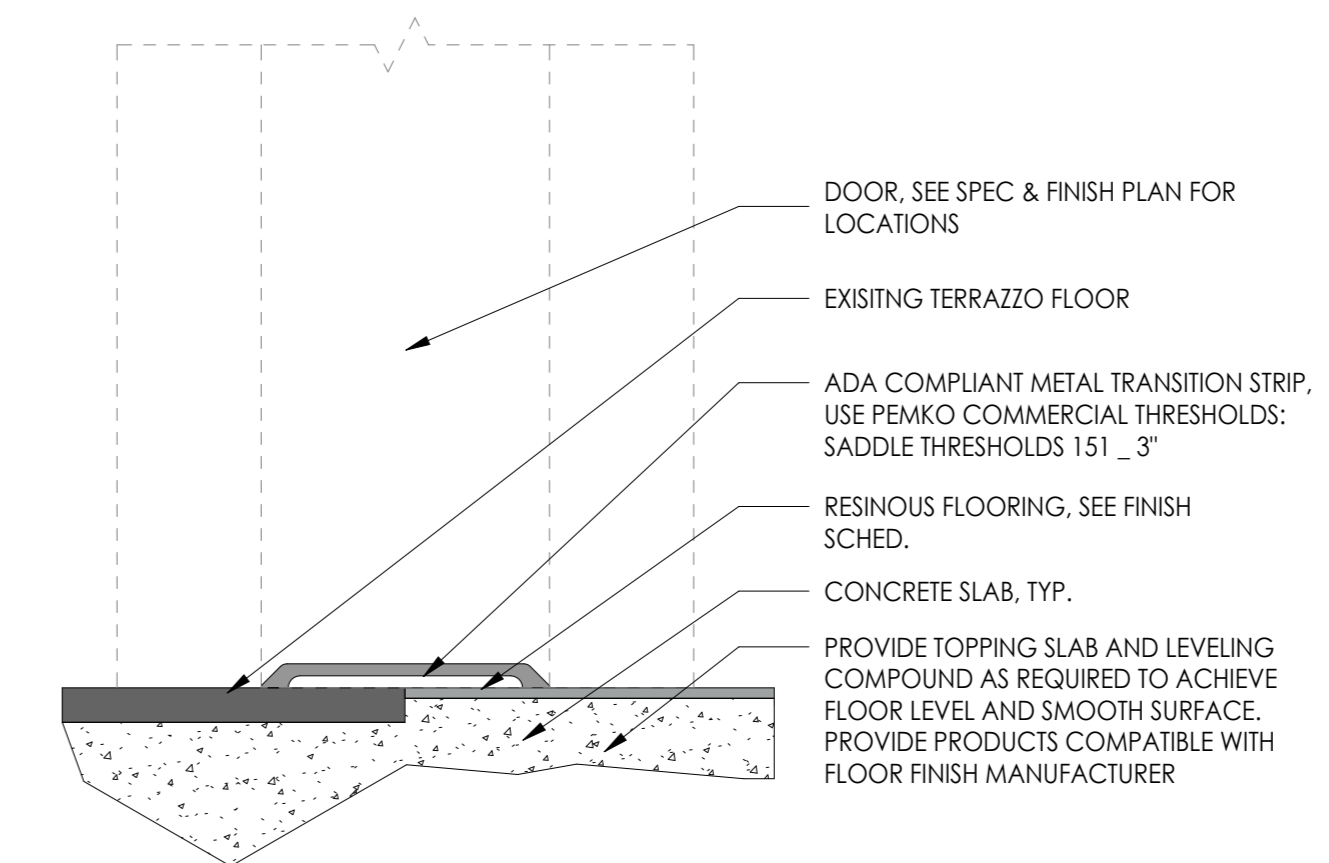 DOOR, SEE SPEC & FINISH PLAN FOR
LOCATIONS
EXISITNG TERRAZZO FLOOR
ADA COMPLIANT METAL TRANSITION STRIP,
USE PEMKO COMMERCIAL THRESHOLDS:
SADDLE THRESHOLDS 151 _ 3"
RESINOUS FLOORING, SEE FINISH
SCHED.
CONCRETE SLAB, TYP.
PROVIDE TOPPING SLAB AND LEVELING
COMPOUND AS REQUIRED TO ACHIEVE
FLOOR LEVEL AND SMOOTH SURFACE.
PROVIDE PRODUCTS COMPATIBLE WITH
FLOOR FINISH MANUFACTURER